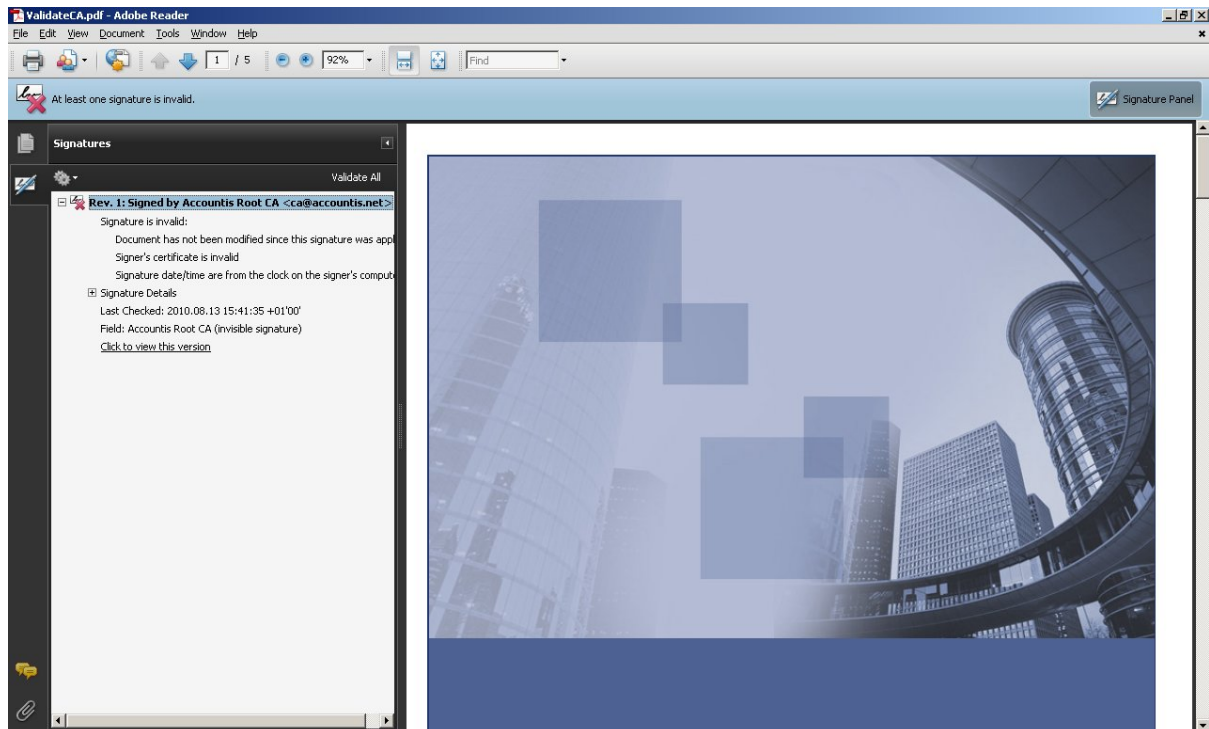 ValidateCA.pdf - Adobe Reader
File Edit View Document Tools Window Help
1 / 5 92% Find
At least one signature is invalid.
Signature Panel
Signatures
Validate All
Rev. 1: Signed by Accountis Root CA <ca@accountis.net>
Signature is invalid:
Document has not been modified since this signature was appl
Signer's certificate is invalid
Signature date/time are from the clock on the signer's compute
Signature Details
Last Checked: 2010.08.13 15:41:35 +01'00'
Field: Accountis Root CA (invisible signature)
Click to view this version